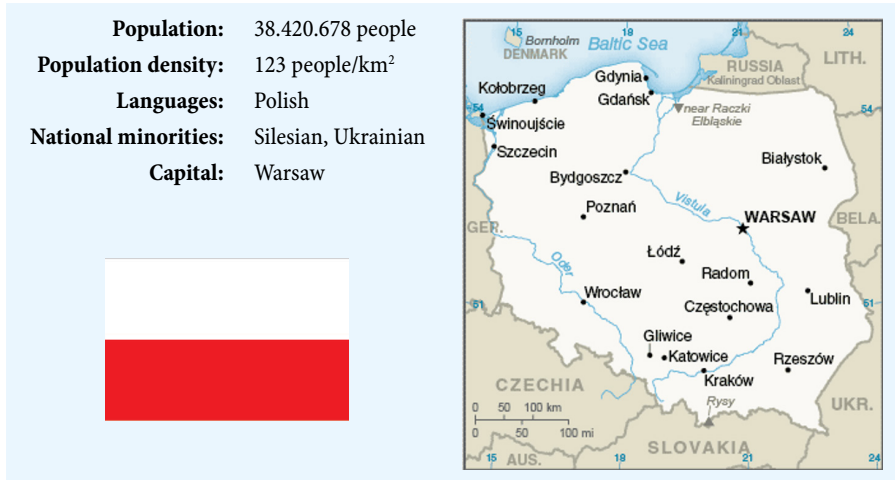 Population: 38.420.678 people
Population density: 123 people/km²
Languages: Polish
National minorities: Silesian, Ukrainian
Capital: Warsaw
15
18
21
Bornholm
DENMARK
Baltic Sea
LITH.
RUSSIA
Kaliningrad Oblast
Gdynia
Kołobrzeg
Gdańsk
54
54
near Raczki
Elbląskie
Świnoujście
Szczecin
Białystok
Bydgoszcz
Poznań
Vistula
WARSAW
BELA.
GER.
Łódź
Oder
Radom
Wrocław
Lublin
51
51
Częstochowa
Gliwice
Katowice
Rzeszów
Kraków
CZECHIA
Rysy
UKR.
0 50 100 km
0 50 100 mi
SLOVAKIA
AUS.
15
18
21
24